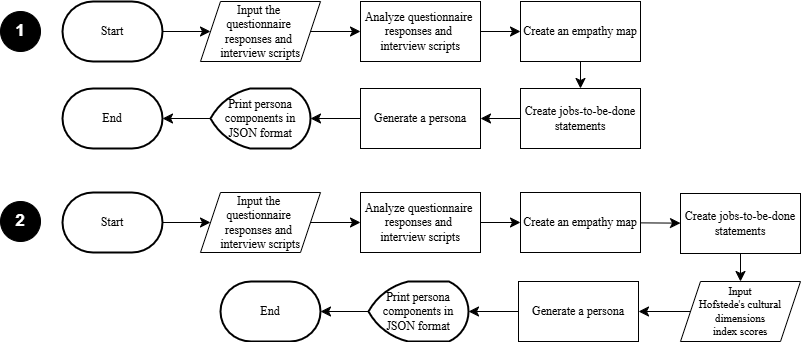 1
Start
Input the
questionnaire
responses and
interview scripts
Analyze questionnaire
responses and
interview scripts
Create an empathy map
End
Print persona
components in
JSON format
Generate a persona
Create jobs-to-be-done
statements
2
Start
Input the
questionnaire
responses and
interview scripts
Analyze questionnaire
responses and
interview scripts
Create an empathy map
Create jobs-to-be-done
statements
End
Print persona
components in
JSON format
Generate a persona
Input
Hofstede's cultural
dimensions
index scores